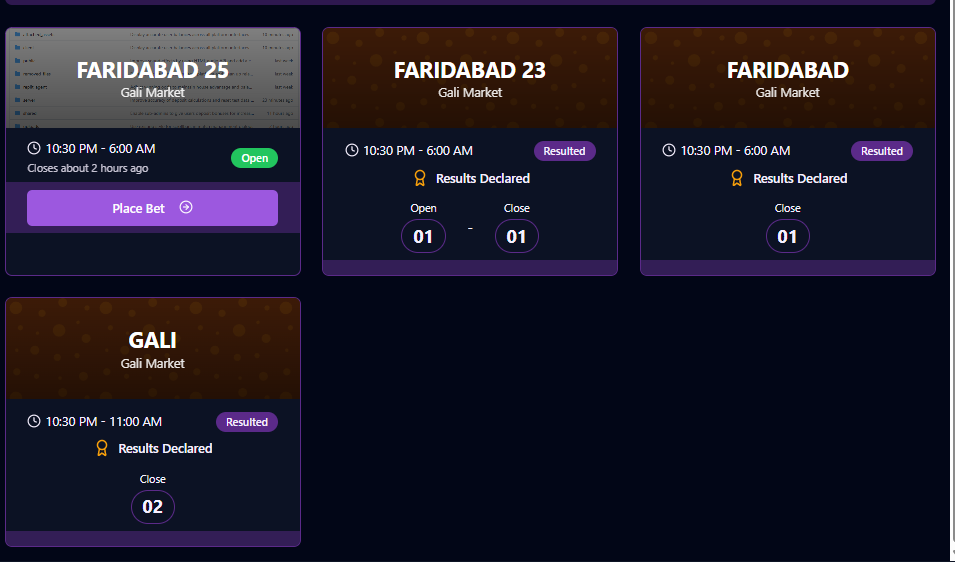 FARIDABAD 25
Gali Market
10:30 PM - 6:00 AM
Open
Closes about 2 hours ago
Place Bet
FARIDABAD 23
Gali Market
10:30 PM - 6:00 AM
Resulted
Results Declared
Open
Close
01
-
01
FARIDABAD
Gali Market
10:30 PM - 6:00 AM
Resulted
Results Declared
Close
01
GALI
Gali Market
10:30 PM - 11:00 AM
Resulted
Results Declared
Close
02